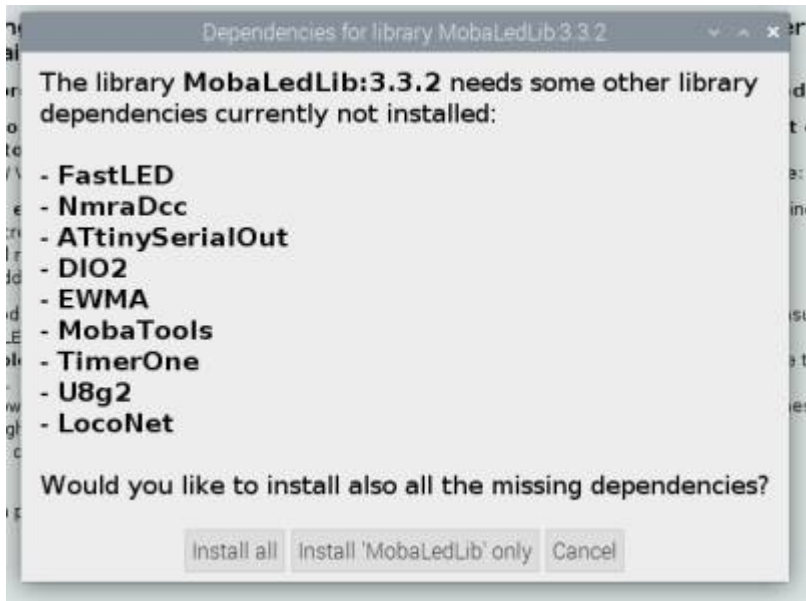 Dependencies for library MobaLedLib:3.3.2
The library MobaLedLib:3.3.2 needs some other library
dependencies currently not installed:
- FastLED
- NmraDcc
- ATtinySerialOut
- DIO2
- EWMA
- MobaTools
- TimerOne
- U8g2
- LocoNet
Would you like to install also all the missing dependencies?
Install all Install 'MobaLedLib' only Cancel